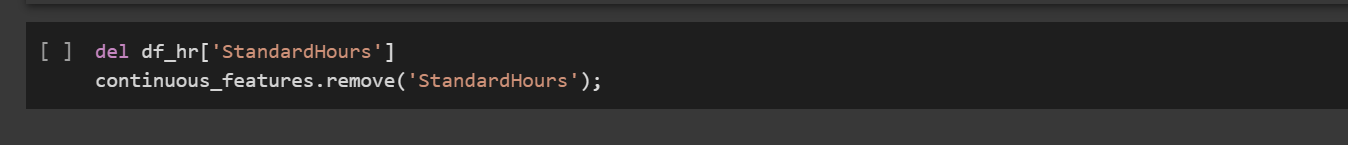 [ ] del df_hr['StandardHours']
continuous_features.remove('StandardHours');